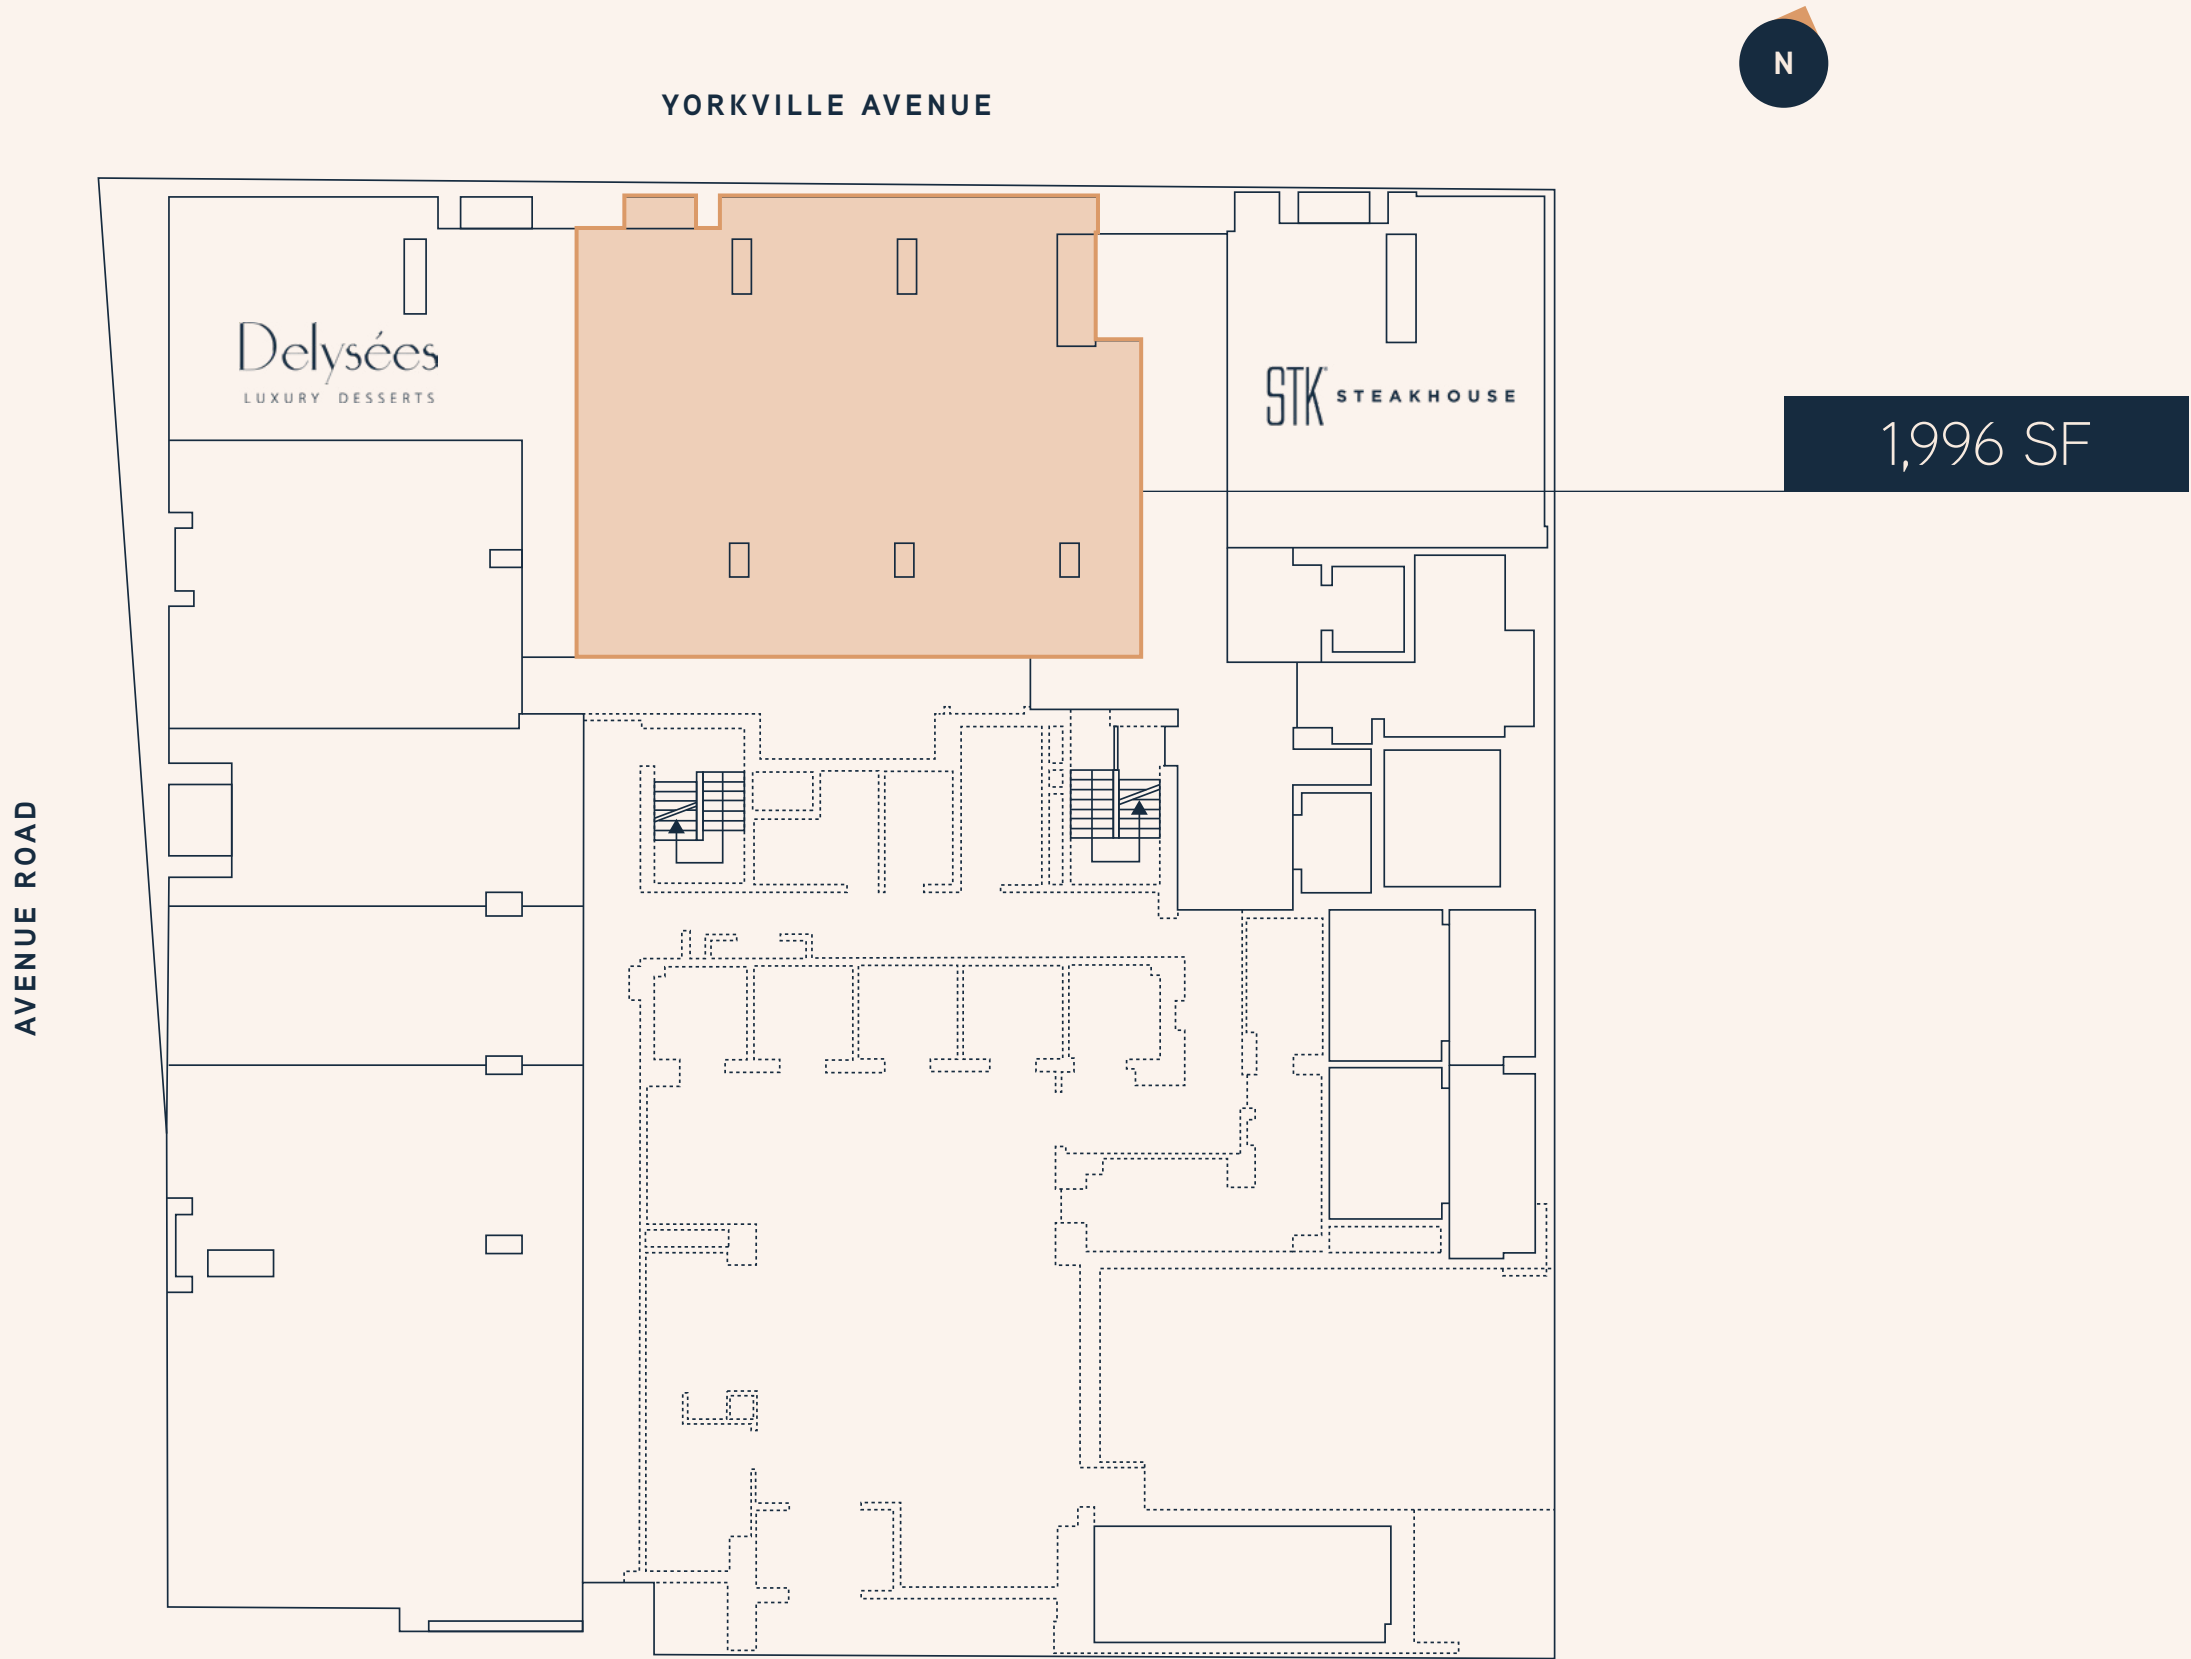 N
YORKVILLE AVENUE
Delysées
LUXURY DESSERTS
STK STEAKHOUSE
1,996 SF
AVENUE ROAD